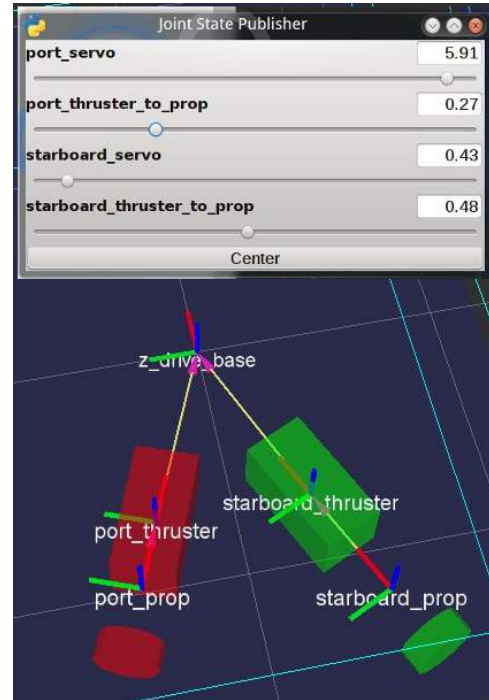 Joint State Publisher
port_servo 5.91
port_thruster_to_prop 0.27
starboard_servo 0.43
starboard_thruster_to_prop 0.48
Center
z_drive_base
starboard_thruster
port_thruster
port_prop
starboard_prop